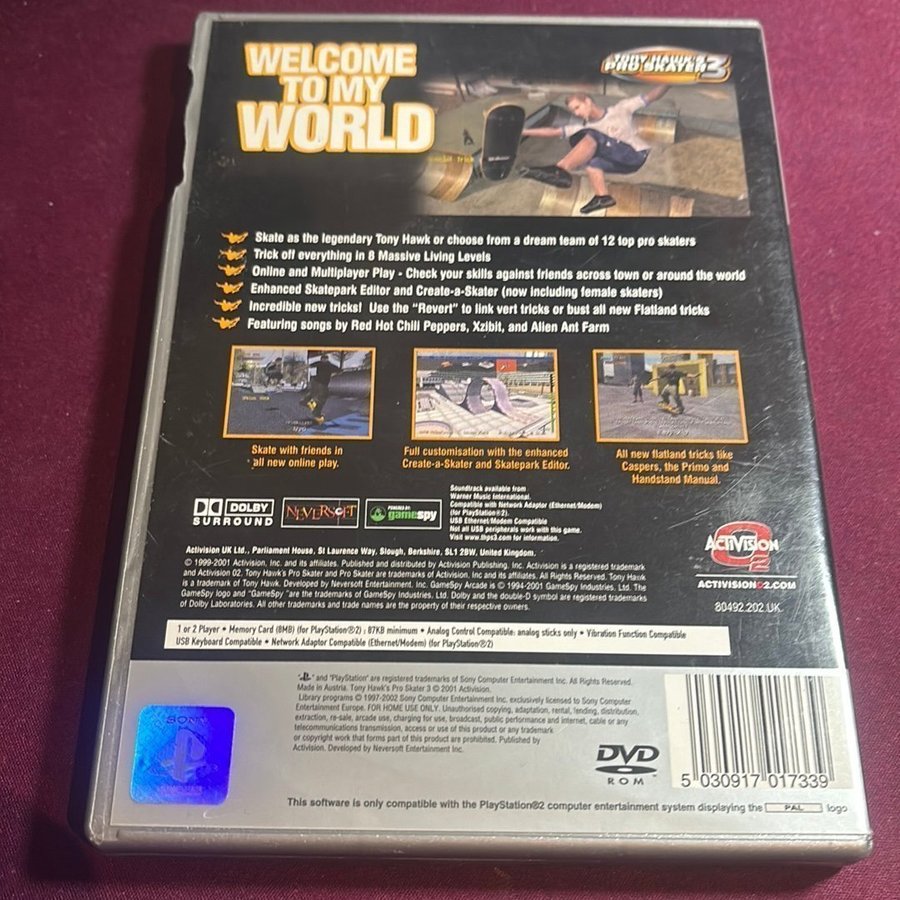 WELCOME
TO MY
WORLD
TONY HAWK'S
PRO SKATER 3
Skate as the legendary Tony Hawk or choose from a dream team of 12 top pro skaters
Trick off everything in 8 Massive Living Levels
Online and Multiplayer Play - Check your skills against friends across town or around the world
Enhanced Skatepark Editor and Create-a-Skater (now including female skaters)
Incredible new tricks! Use the "Revert" to link vert tricks or bust all new Flatland tricks
Featuring songs by Red Hot Chili Peppers, Xzibit, and Alien Ant Farm
Skate with friends in
all new online play.
Full customisation with the enhanced
Create-a-Skater and Skatepark Editor.
All new flatland tricks like
Caspers, the Primo and
Handstand Manual.
DOLBY
SURROUND
NEVERSOFT
POWERED BY
gamespy
Soundtrack available from
Warner Music International.
Compatible with Network Adaptor (Ethernet/Modem)
(for PlayStation®2).
USB Ethernet/Modem Compatible
Not all USB peripherals work with this game.
Visit www.thps3.com for information.
ACTIVISION
O2
ACTIVISIONO2.COM
80492.202.UK
Activision UK Ltd., Parliament House, St Laurence Way, Slough, Berkshire, SL1 2BW, United Kingdom.
© 1999-2001 Activision, Inc. and its affiliates. Published and distributed by Activision Publishing, Inc. Activision is a registered trademark
and Activision O2, Tony Hawk's Pro Skater and Pro Skater are trademarks of Activision, Inc and its affiliates. All Rights Reserved. Tony Hawk
is a trademark of Tony Hawk. Developed by Neversoft Entertainment, Inc. GameSpy Arcade is © 1994-2001 GameSpy Industries, Ltd. The
GameSpy logo and "GameSpy "are the trademarks of GameSpy Industries, Ltd. Dolby and the double-D symbol are registered trademarks
of Dolby Laboratories. All other trademarks and trade names are the property of their respective owners.
1 or 2 Player • Memory Card (8MB) (for PlayStation®2) : 87KB minimum • Analog Control Compatible: analog sticks only • Vibration Function Compatible
USB Keyboard Compatible • Network Adaptor Compatible (Ethernet/Modem) (for PlayStation®2)
" " and "PlayStation" are registered trademarks of Sony Computer Entertainment Inc. All Rights Reserved.
Made in Austria. Tony Hawk's Pro Skater 3 © 2001 Activision.
Library programs © 1997-2002 Sony Computer Entertainment Inc. exclusively licensed to Sony Computer
Entertainment Europe. FOR HOME USE ONLY. Unauthorised copying, adaptation, rental, lending, distribution,
extraction, re-sale, arcade use, charging for use, broadcast, public performance and internet, cable or any
telecommunications transmission, access or use of this product or any trademark
or copyright work that forms part of this product are prohibited. Published by
Activision. Developed by Neversoft Entertainment Inc.
SONY
DVD
ROM
5 030917 017339
This software is only compatible with the PlayStation®2 computer entertainment system displaying the PAL logo